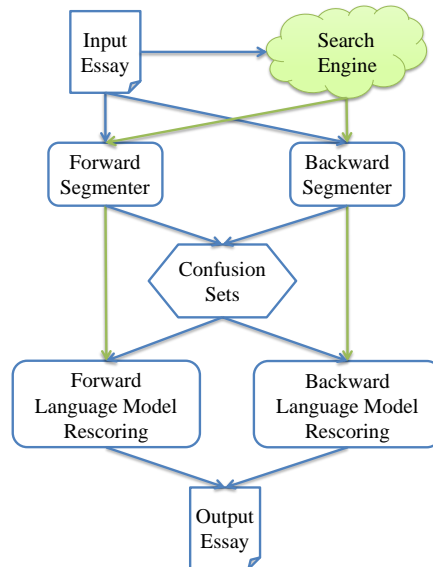 Input
Essay
Search
Engine
Forward
Segmenter
Backward
Segmenter
Confusion
Sets
Forward
Language Model
Rescoring
Backward
Language Model
Rescoring
Output
Essay